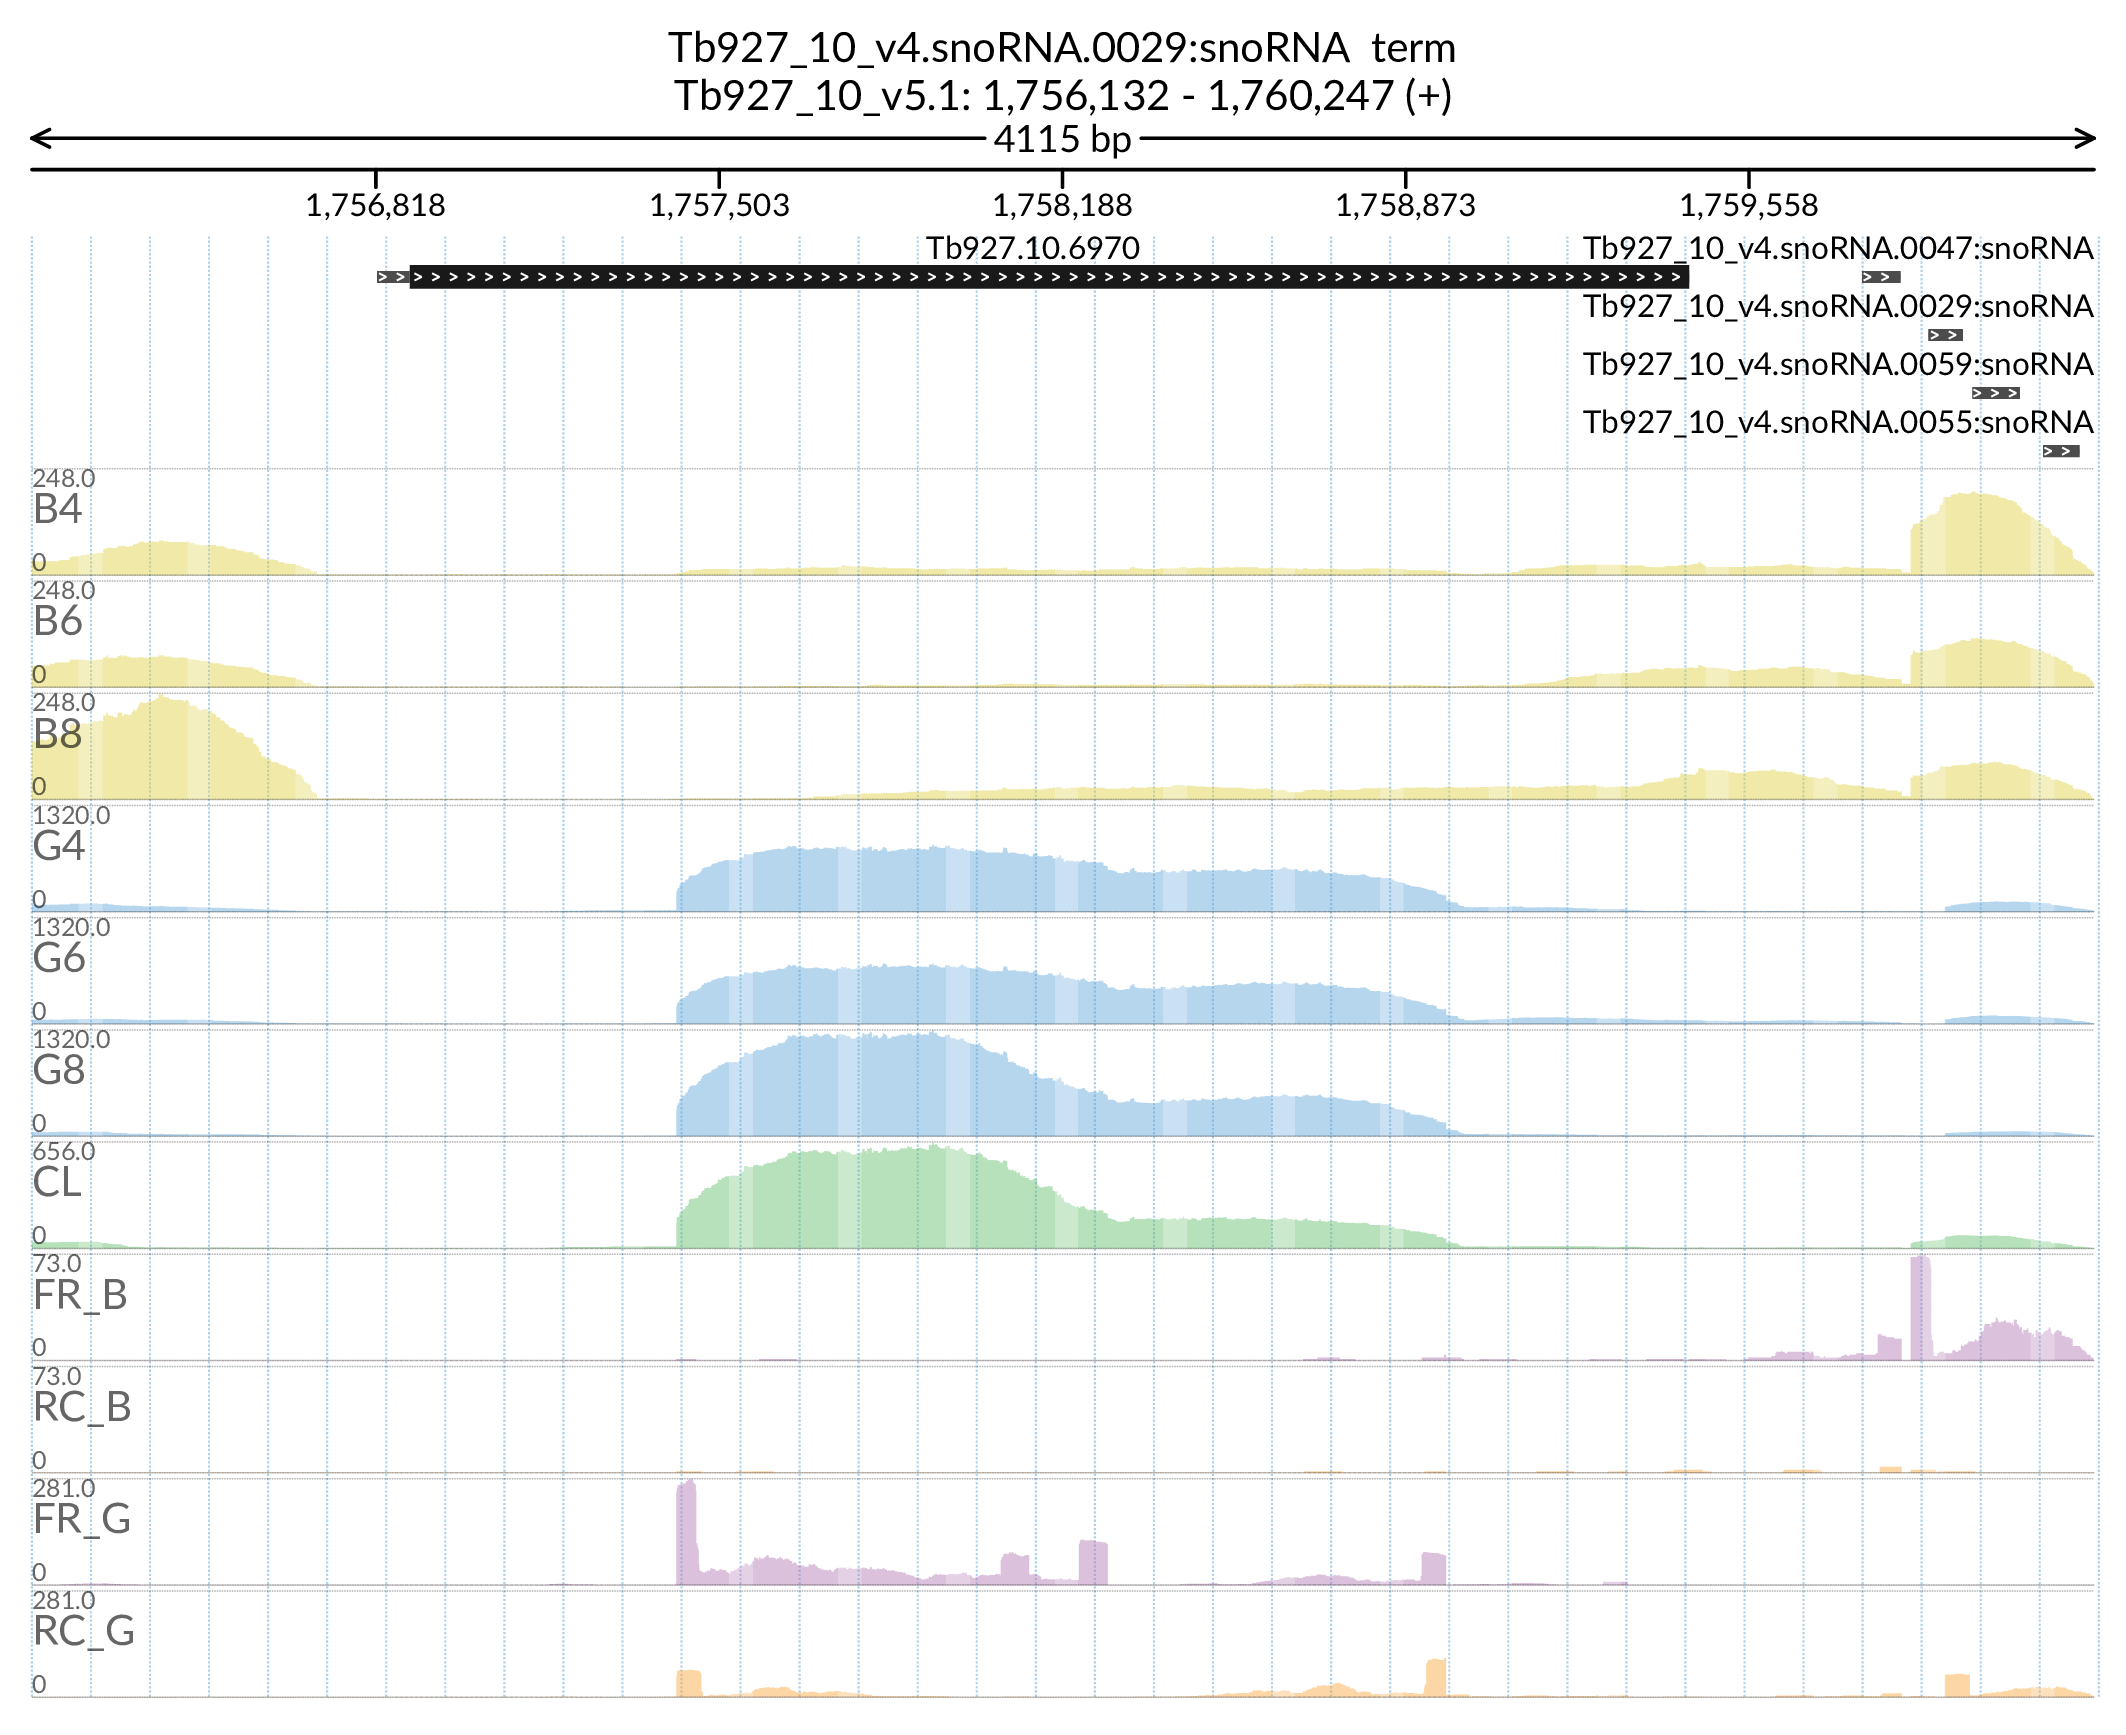 Tb927_10_v4.snoRNA.0029:snoRNA term
Tb927_10_v5.1: 1,756,132 - 1,760,247 (+)
4115 bp
1,756,818 1,757,503 1,758,188 1,758,873 1,759,558
Tb927.10.6970 Tb927_10_v4.snoRNA.0047:snoRNA
Tb927_10_v4.snoRNA.0029:snoRNA
Tb927_10_v4.snoRNA.0059:snoRNA
Tb927_10_v4.snoRNA.0055:snoRNA
248.0
B4
0
248.0
B6
0
248.0
B8
0
1320.0
G4
0
1320.0
G6
0
1320.0
G8
0
656.0
CL
0
73.0
FR_B
0
73.0
RC_B
0
281.0
FR_G
0
281.0
RC_G
0